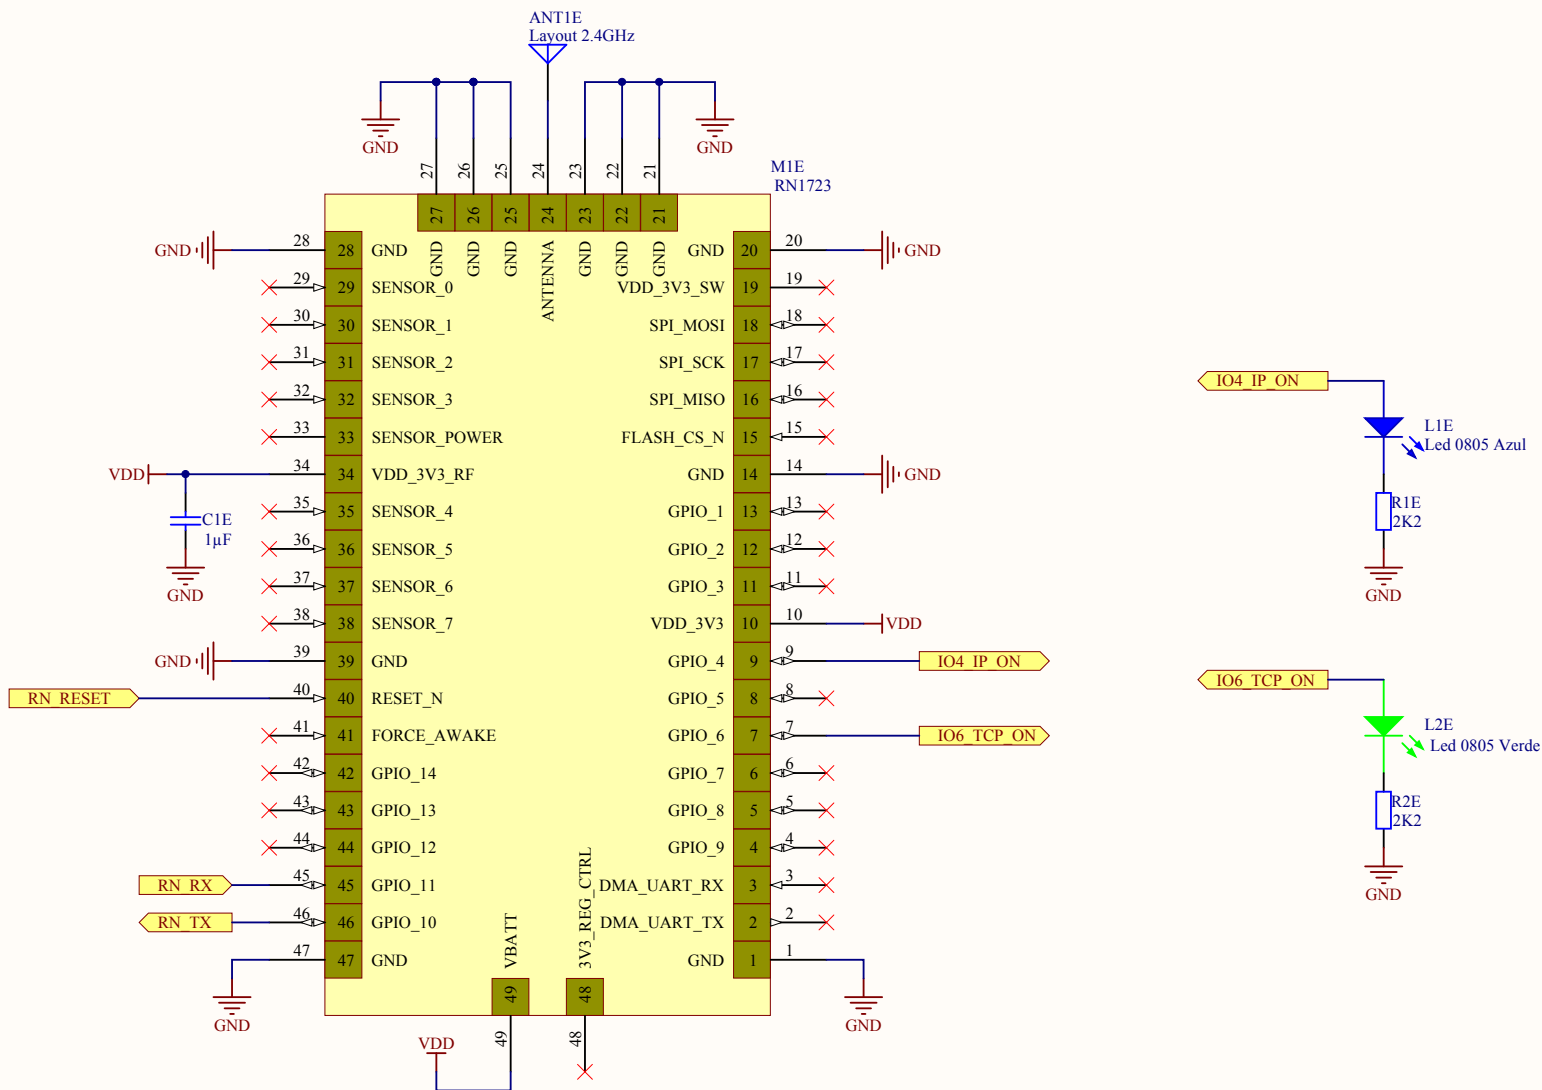 ANT1E
Layout 2.4GHz
GND
GND
27
26
25
24
23
22
21
M1E
RN1723
27
26
25
24
23
22
21
GND
GND
GND
ANTENNA
GND
GND
GND
GND 28 28 GND
29 29 SENSOR_0
30 30 SENSOR_1
31 31 SENSOR_2
32 32 SENSOR_3
33 33 SENSOR_POWER
VDD 34 34 VDD_3V3_RF
C1E
1µF
GND
35 35 SENSOR_4
36 36 SENSOR_5
37 37 SENSOR_6
38 38 SENSOR_7
GND 39 39 GND
RN_RESET 40 40 RESET_N
41 41 FORCE_AWAKE
42 42 GPIO_14
43 43 GPIO_13
44 44 GPIO_12
RN_RX 45 45 GPIO_11
RN_TX 46 46 GPIO_10
47 47 GND
GND
GND 20 20 GND
VDD_3V3_SW 19 19
SPI_MOSI 18 18
SPI_SCK 17 17
SPI_MISO 16 16
FLASH_CS_N 15 15
GND 14 14 GND
GPIO_1 13 13
GPIO_2 12 12
GPIO_3 11 11
VDD_3V3 10 10 VDD
GPIO_4 9 9 IO4_IP_ON
GPIO_5 8 8
GPIO_6 7 7 IO6_TCP_ON
GPIO_7 6 6
GPIO_8 5 5
GPIO_9 4 4
DMA_UART_RX 3 3
DMA_UART_TX 2 2
GND 1 1
GND
VBATT
49
49
VDD
3V3_REG_CTRL
48
48
IO4_IP_ON
L1E
Led 0805 Azul
R1E
2K2
GND
IO6_TCP_ON
L2E
Led 0805 Verde
R2E
2K2
GND